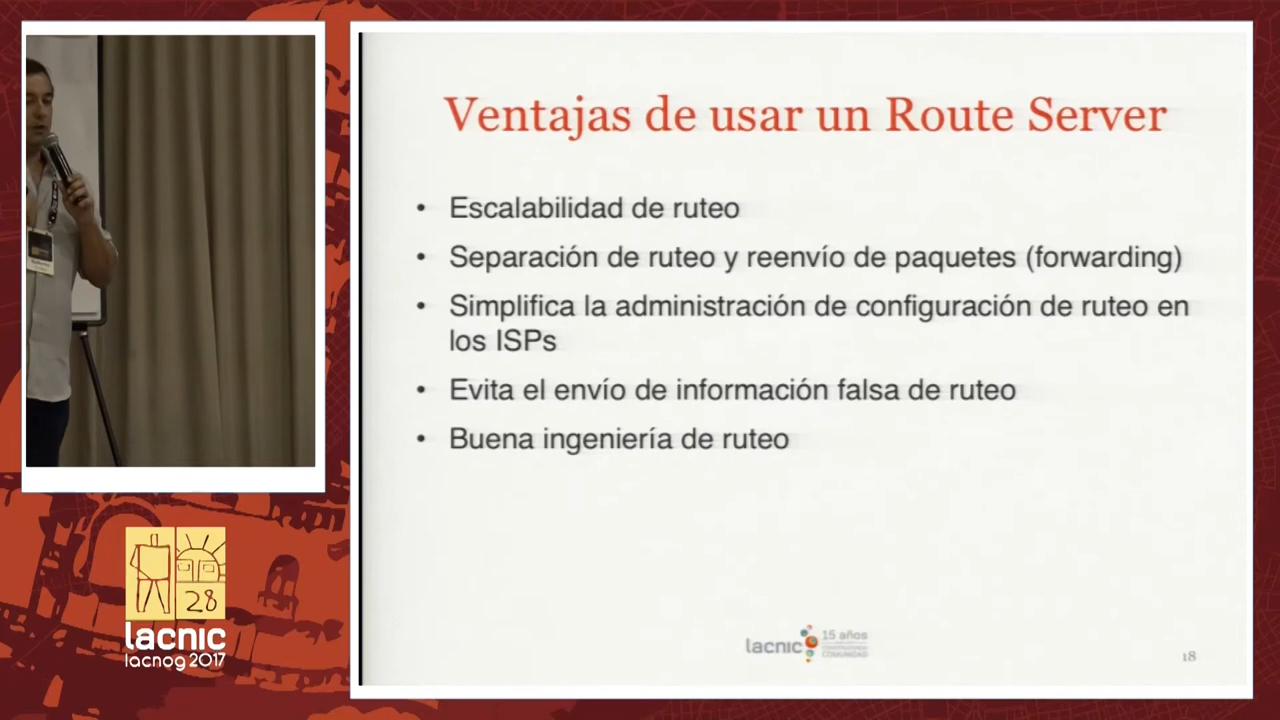 Ventajas de usar un Route Server
• Escalabilidad de ruteo
• Separación de ruteo y reenvío de paquetes (forwarding)
• Simplifica la administración de configuración de ruteo en
los ISPs
• Evita el envío de información falsa de ruteo
• Buena ingeniería de ruteo
lacnic
15 años
COMUNIDAD
18
28
lacnic
lacnog 2017